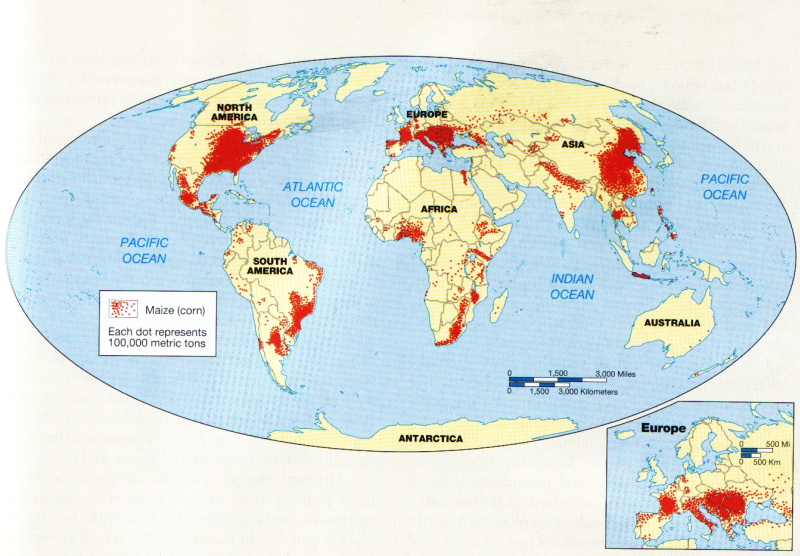 NORTH
AMERICA
EUROPE
ASIA
ATLANTIC
OCEAN
PACIFIC
OCEAN
AFRICA
PACIFIC
OCEAN
SOUTH
AMERICA
INDIAN
OCEAN
Maize (corn)
Each dot represents
100,000 metric tons
AUSTRALIA
0 1,500 3,000 Miles
0 1,500 3,000 Kilometers
ANTARCTICA
Europe
0 500 Mi
0 500 Km